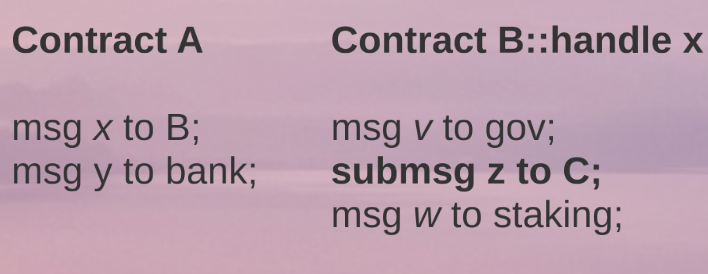 Contract A
msg x to B;
msg y to bank;
Contract B::handle x
msg v to gov;
submsg z to C;
msg w to staking;